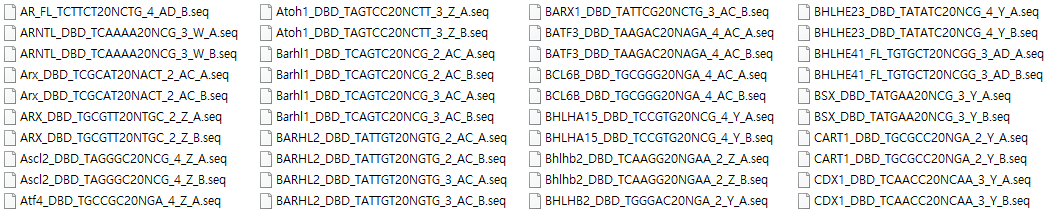 AR_FL_TCTTCT20NCTG_4_AD_B.seq
ARNTL_DBD_TCAAAA20NCG_3_W_A.seq
ARNTL_DBD_TCAAAA20NCG_3_W_B.seq
Arx_DBD_TCGCAT20NACT_2_AC_A.seq
Arx_DBD_TCGCAT20NACT_2_AC_B.seq
ARX_DBD_TGCGTT20NTGC_2_Z_A.seq
ARX_DBD_TGCGTT20NTGC_2_Z_B.seq
Ascl2_DBD_TAGGGC20NCG_4_Z_A.seq
Ascl2_DBD_TAGGGC20NCG_4_Z_B.seq
Atf4_DBD_TGCCGC20NGA_4_Z_A.seq
Atoh1_DBD_TAGTCC20NCTT_3_Z_A.seq
Atoh1_DBD_TAGTCC20NCTT_3_Z_B.seq
Barhl1_DBD_TCAGTC20NCG_2_AC_A.seq
Barhl1_DBD_TCAGTC20NCG_2_AC_B.seq
Barhl1_DBD_TCAGTC20NCG_3_AC_A.seq
Barhl1_DBD_TCAGTC20NCG_3_AC_B.seq
BARHL2_DBD_TATTGT20NGTG_2_AC_A.seq
BARHL2_DBD_TATTGT20NGTG_2_AC_B.seq
BARHL2_DBD_TATTGT20NGTG_3_AC_A.seq
BARHL2_DBD_TATTGT20NGTG_3_AC_B.seq
BARX1_DBD_TATTCG20NCTG_3_AC_B.seq
BATF3_DBD_TAAGAC20NAGA_4_AC_A.seq
BATF3_DBD_TAAGAC20NAGA_4_AC_B.seq
BCL6B_DBD_TGCGGG20NGA_4_AC_A.seq
BCL6B_DBD_TGCGGG20NGA_4_AC_B.seq
BHLHA15_DBD_TCCGTG20NCG_4_Y_A.seq
BHLHA15_DBD_TCCGTG20NCG_4_Y_B.seq
Bhlhb2_DBD_TCAAGG20NGAA_2_Z_A.seq
Bhlhb2_DBD_TCAAGG20NGAA_2_Z_B.seq
BHLHB2_DBD_TGGGAC20NGA_2_Y_A.seq
BHLHE23_DBD_TATATC20NCG_4_Y_A.seq
BHLHE23_DBD_TATATC20NCG_4_Y_B.seq
BHLHE41_FL_TGTGCT20NCGG_3_AD_A.seq
BHLHE41_FL_TGTGCT20NCGG_3_AD_B.seq
BSX_DBD_TATGAA20NCG_3_Y_A.seq
BSX_DBD_TATGAA20NCG_3_Y_B.seq
CART1_DBD_TGCGCC20NGA_2_Y_A.seq
CART1_DBD_TGCGCC20NGA_2_Y_B.seq
CDX1_DBD_TCAACC20NCAA_3_Y_A.seq
CDX1_DBD_TCAACC20NCAA_3_Y_B.seq